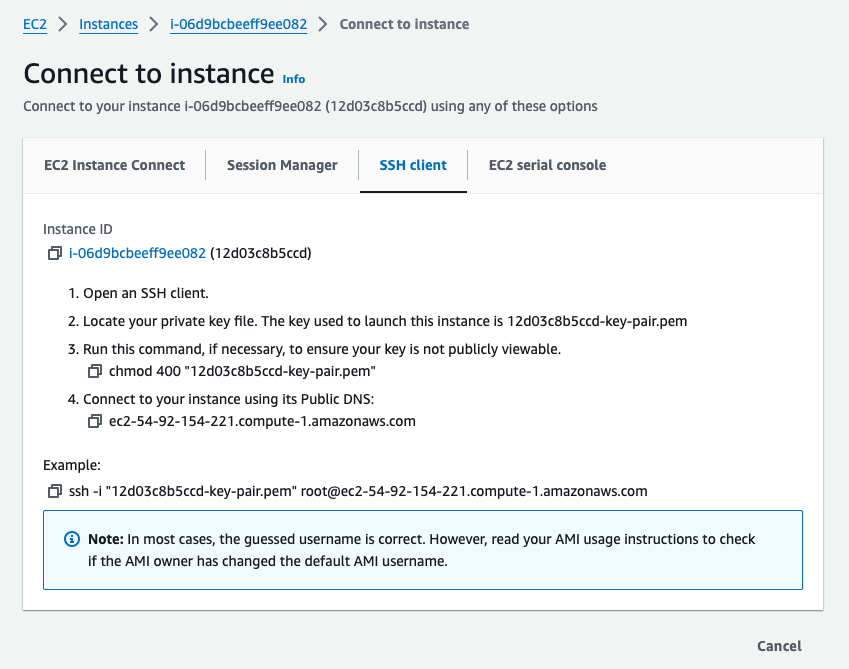 EC2 > Instances > i-06d9bcbeeff9ee082 > Connect to instance
Connect to instance Info
Connect to your instance i-06d9bcbeeff9ee082 (12d03c8b5ccd) using any of these options
EC2 Instance Connect Session Manager SSH client EC2 serial console
Instance ID
i-06d9bcbeeff9ee082 (12d03c8b5ccd)
1. Open an SSH client.
2. Locate your private key file. The key used to launch this instance is 12d03c8b5ccd-key-pair.pem
3. Run this command, if necessary, to ensure your key is not publicly viewable.
chmod 400 "12d03c8b5ccd-key-pair.pem"
4. Connect to your instance using its Public DNS:
ec2-54-92-154-221.compute-1.amazonaws.com
Example:
ssh -i "12d03c8b5ccd-key-pair.pem" root@ec2-54-92-154-221.compute-1.amazonaws.com
Note: In most cases, the guessed username is correct. However, read your AMI usage instructions to check
if the AMI owner has changed the default AMI username.
Cancel